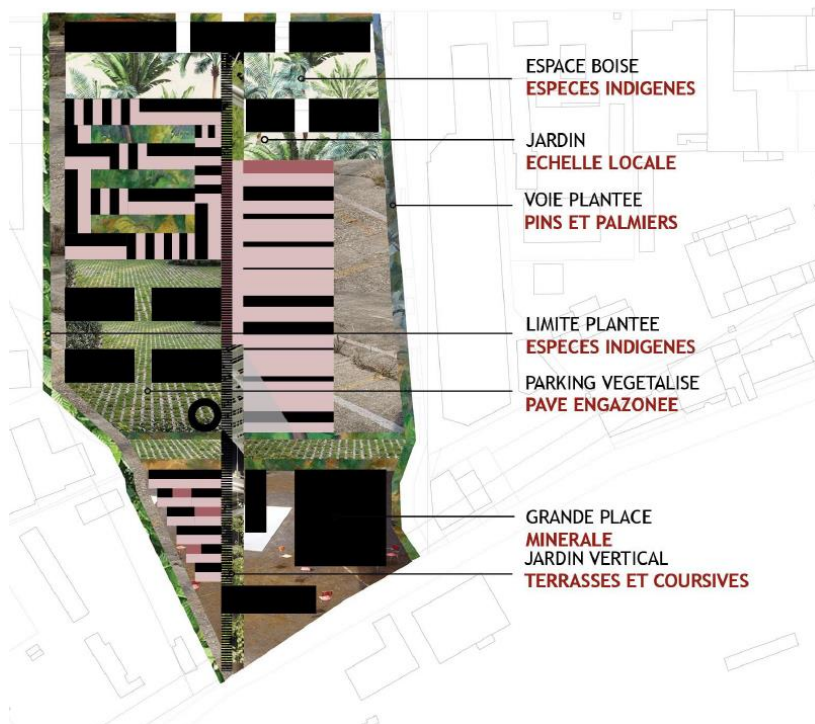 ESPACE BOISE
ESPECES INDIGENES
JARDIN
ECHELLE LOCALE
VOIE PLANTEE
PINS ET PALMIERS
LIMITE PLANTEE
ESPECES INDIGENES
PARKING VEGETALISE
PAVE ENGAZONEE
GRANDE PLACE
MINERALE
JARDIN VERTICAL
TERRASSES ET COURSIVES